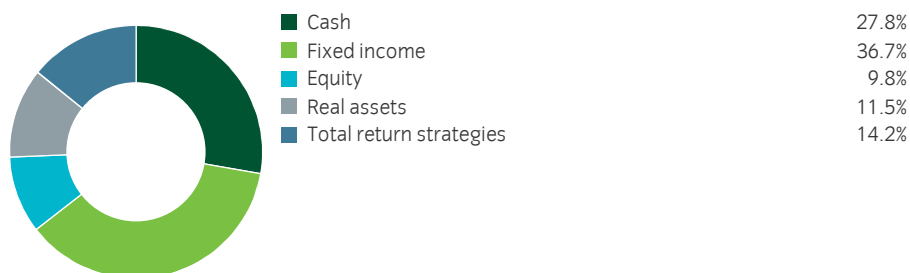 Cash 27.8%
Fixed income 36.7%
Equity 9.8%
Real assets 11.5%
Total return strategies 14.2%